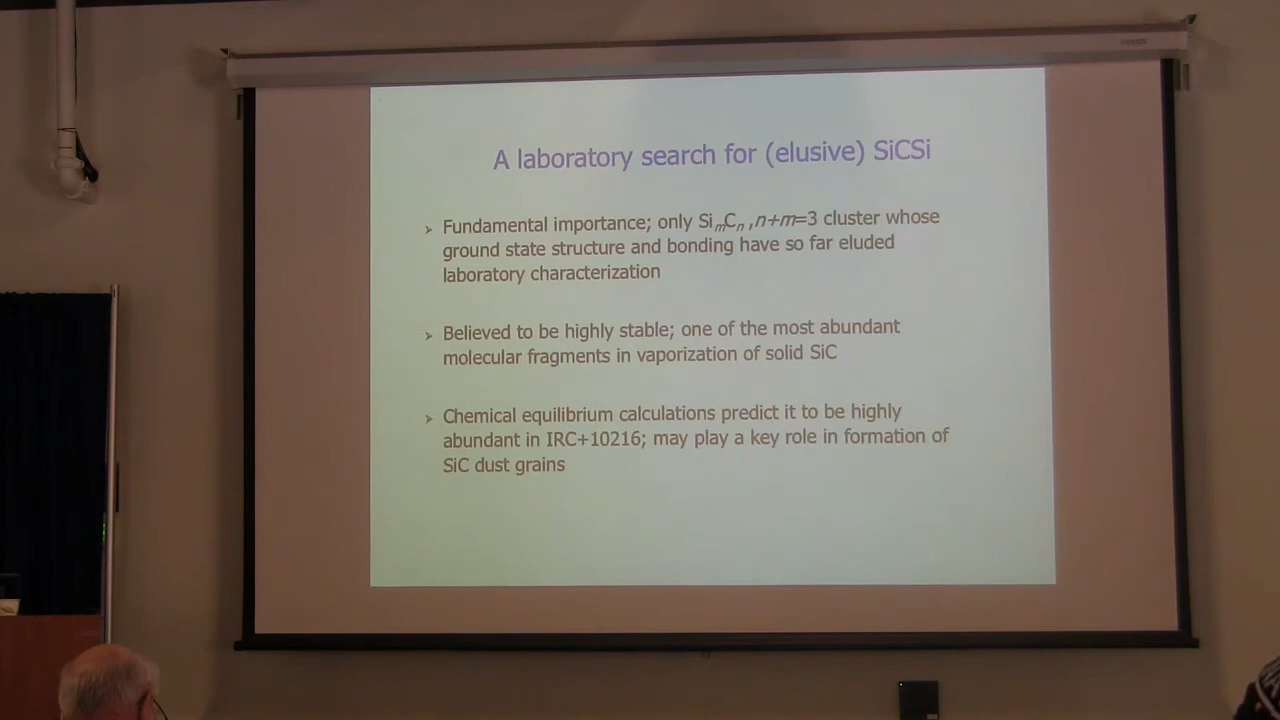 A laboratory search for (elusive) SiCSi
➢ Fundamental importance; only SiₘCₙ ,n+m=3 cluster whose
ground state structure and bonding have so far eluded
laboratory characterization
➢ Believed to be highly stable; one of the most abundant
molecular fragments in vaporization of solid SiC
➢ Chemical equilibrium calculations predict it to be highly
abundant in IRC+10216; may play a key role in formation of
SiC dust grains